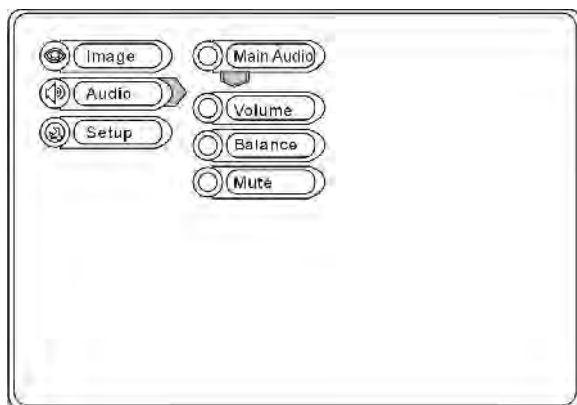 Image
Audio
Setup
Main Audio
Volume
Balance
Mute